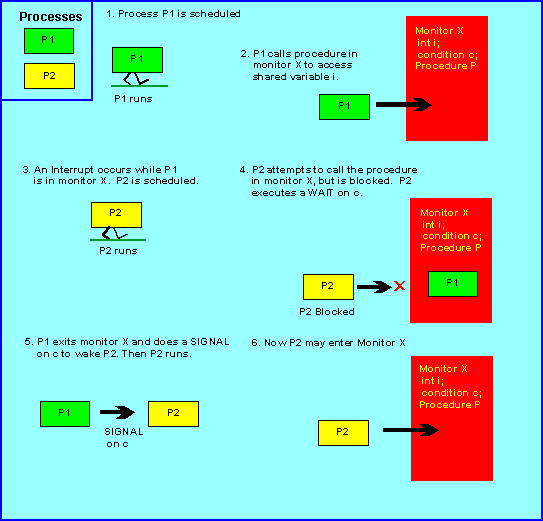 Processes
P1
P2
1. Process P1 is scheduled
P1
P1 runs
2. P1 calls procedure in
monitor X to access
shared variable i.
P1
Monitor X
int i;
condition c;
Procedure P
3. An Interrupt occurs while P1
is in monitor X. P2 is scheduled.
P2
P2 runs
4. P2 attempts to call the procedure
in monitor X, but is blocked. P2
executes a WAIT on c.
Monitor X
int i;
condition c;
Procedure P
P1
P2
P2 Blocked
5. P1 exits monitor X and does a SIGNAL
on c to wake P2. Then P2 runs.
P1
P2
SIGNAL
on c
6. Now P2 may enter Monitor X
Monitor X
int i;
condition c;
Procedure P
P2